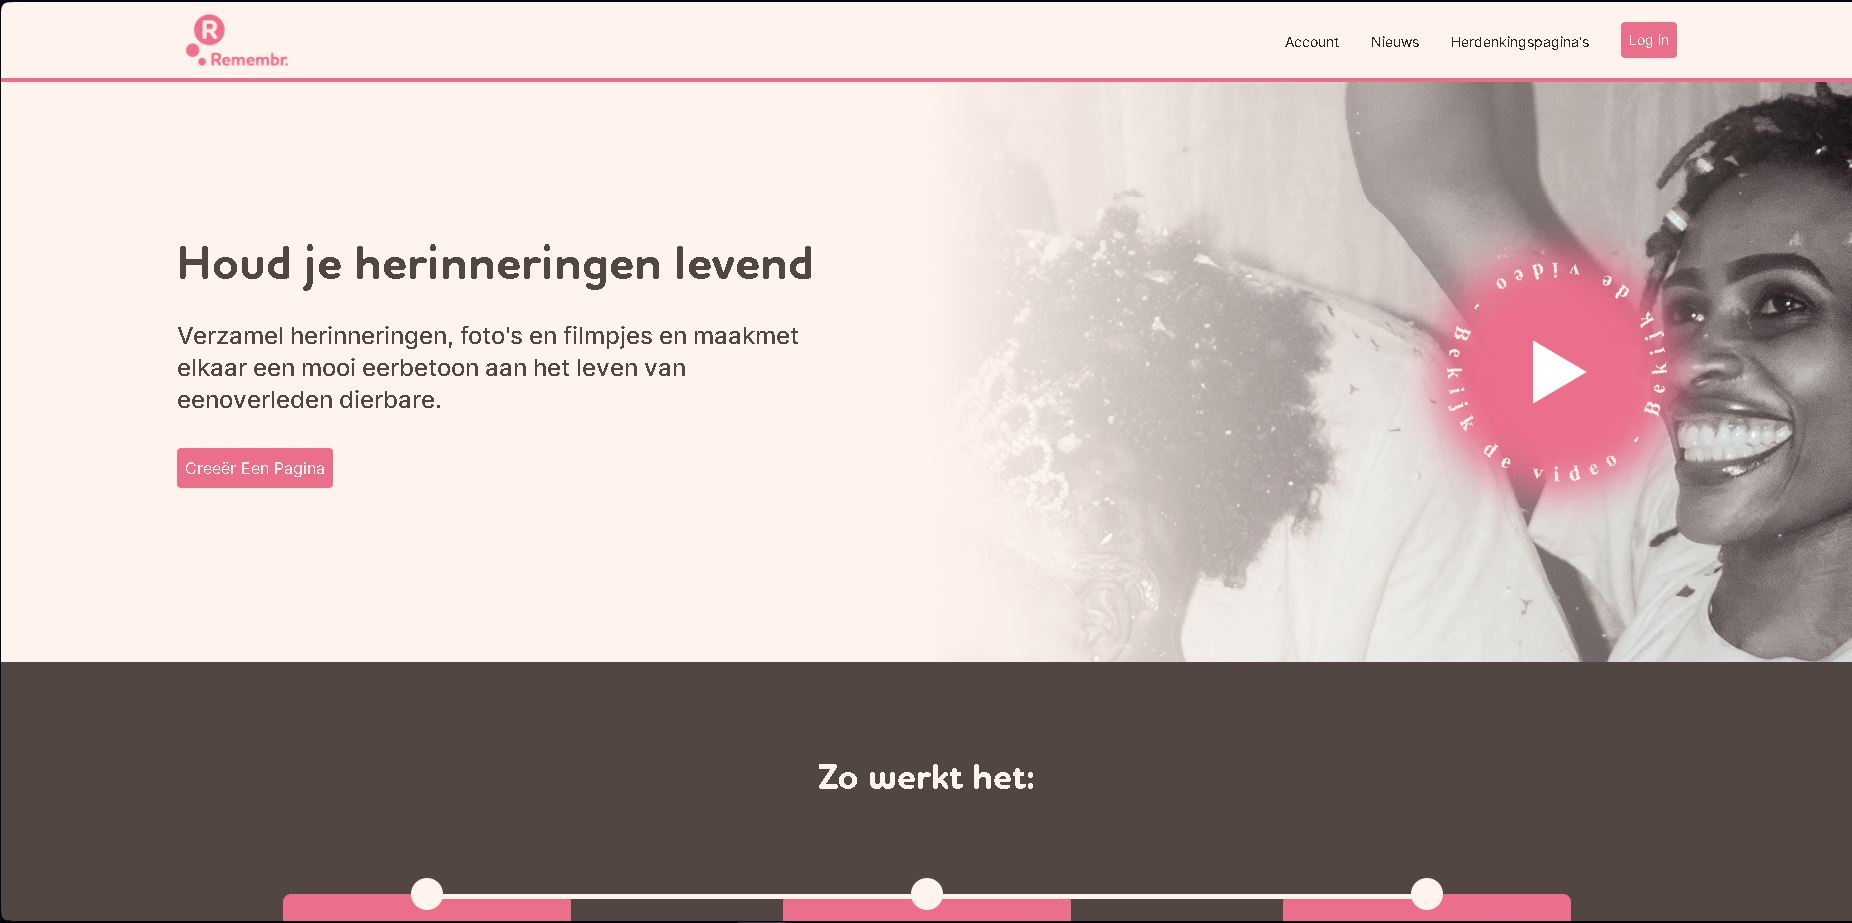 R
Remembr.
Account
Nieuws
Herdenkingspagina's
Log in
Houd je herinneringen levend
Verzamel herinneringen, foto's en filmpjes en maakmet
elkaar een mooi eerbetoon aan het leven van
eenoverleden dierbare.
Creeër Een Pagina
Bekijk de video - Bekijk de video -
Zo werkt het: